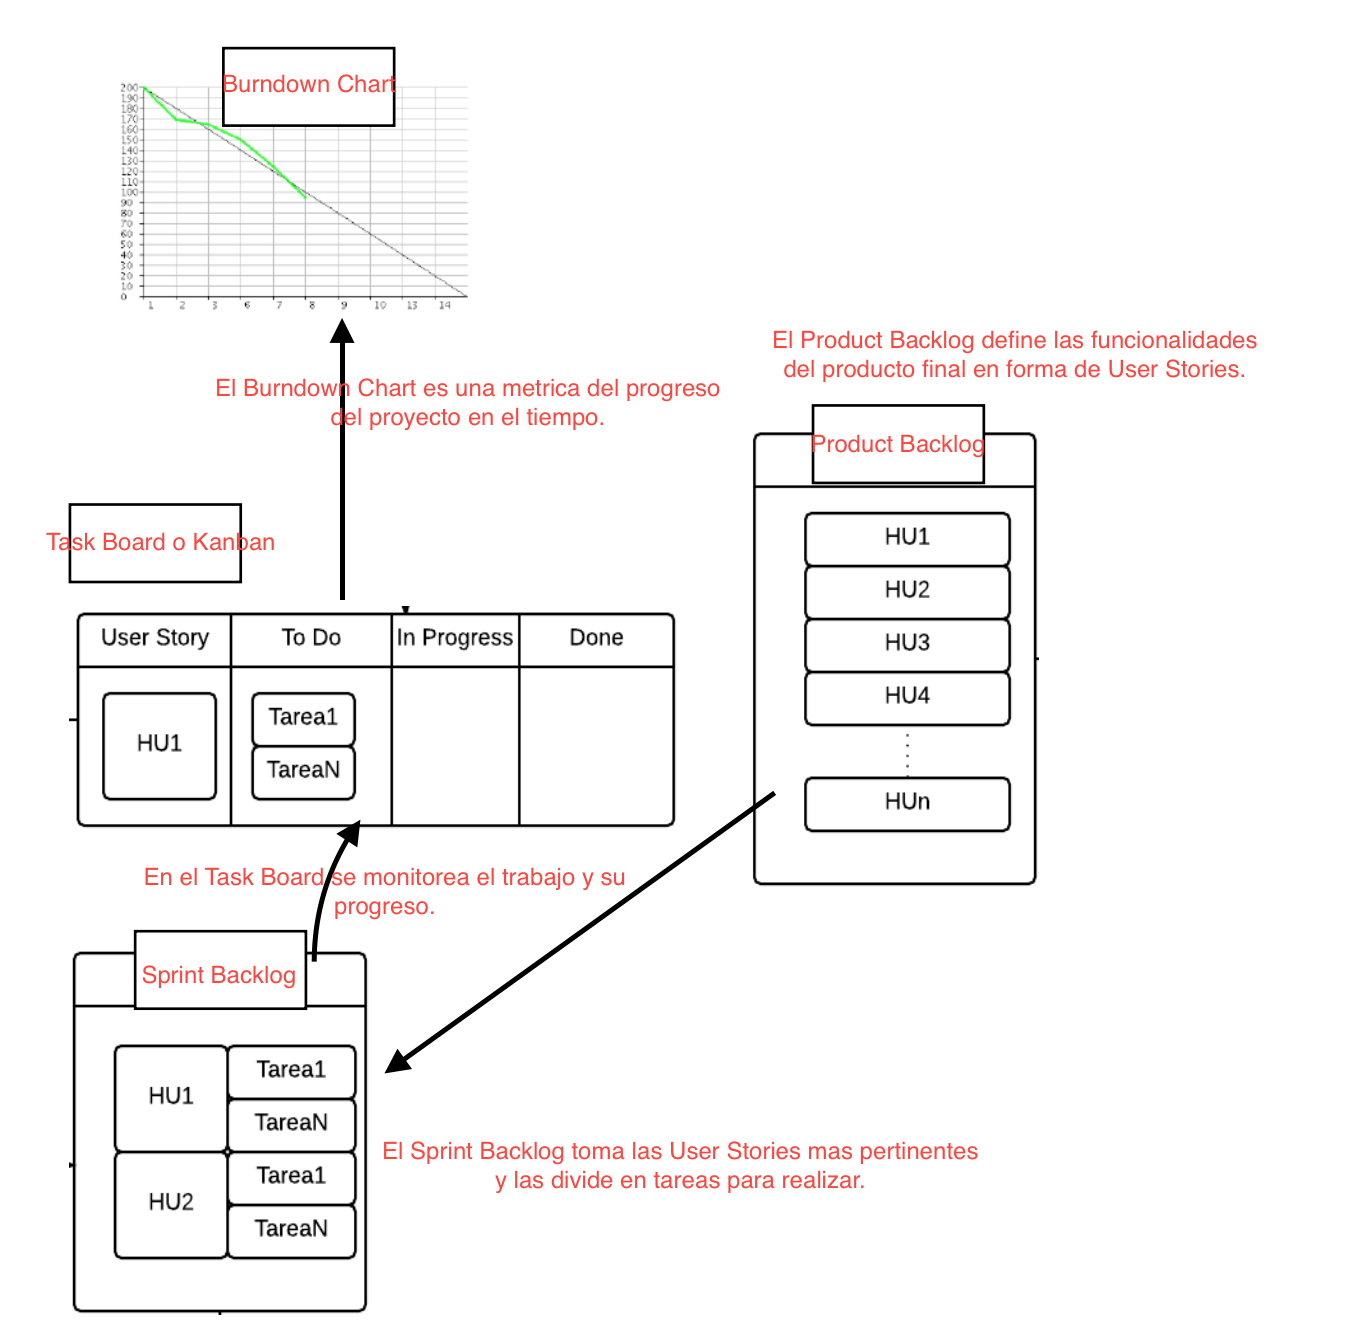 Burndown Chart
200
190
180
170
160
150
140
130
120
110
100
90
80
70
60
50
40
30
20
10
0
1 2 3 6 7 8 9 10 13 14
El Burndown Chart es una metrica del progreso
del proyecto en el tiempo.
El Product Backlog define las funcionalidades
del producto final en forma de User Stories.
Product Backlog
HU1
HU2
HU3
HU4
HUn
Task Board o Kanban
User Story To Do In Progress Done
HU1
Tarea1
TareaN
En el Task Board se monitorea el trabajo y su
progreso.
Sprint Backlog
HU1
Tarea1
TareaN
HU2
Tarea1
TareaN
El Sprint Backlog toma las User Stories mas pertinentes
y las divide en tareas para realizar.